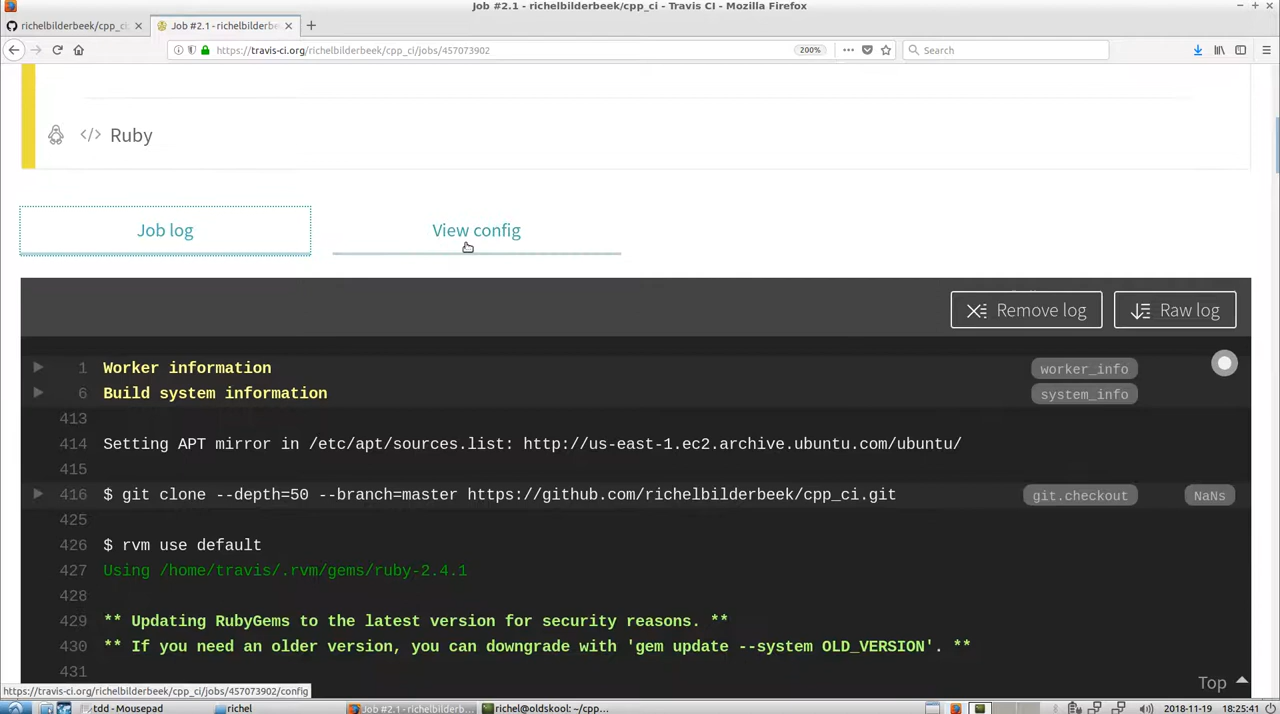 Job #2.1 - richelbilderbeek/cpp_ci - Travis CI - Mozilla Firefox
richelbilderbeek/cpp_ci: Job #2.1 - richelbilderbe
https://travis-ci.org/richelbilderbeek/cpp_ci/jobs/457073902 200% Search
Ruby
Job log View config
Remove log Raw log
1 Worker information worker_info
6 Build system information system_info
413
414 Setting APT mirror in /etc/apt/sources.list: http://us-east-1.ec2.archive.ubuntu.com/ubuntu/
415
416 $ git clone --depth=50 --branch=master https://github.com/richelbilderbeek/cpp_ci.git git.checkout NaNs
425
426 $ rvm use default
427 Using /home/travis/.rvm/gems/ruby-2.4.1
428
429 ** Updating RubyGems to the latest version for security reasons. **
430 ** If you need an older version, you can downgrade with 'gem update --system OLD_VERSION'. **
431
Top
https://travis-ci.org/richelbilderbeek/cpp_ci/jobs/457073902/config
tdd - Mousepad richel Job #2.1 - richelbilderb... richel@oldskool: ~/cpp... 2018-11-19 18:25:41